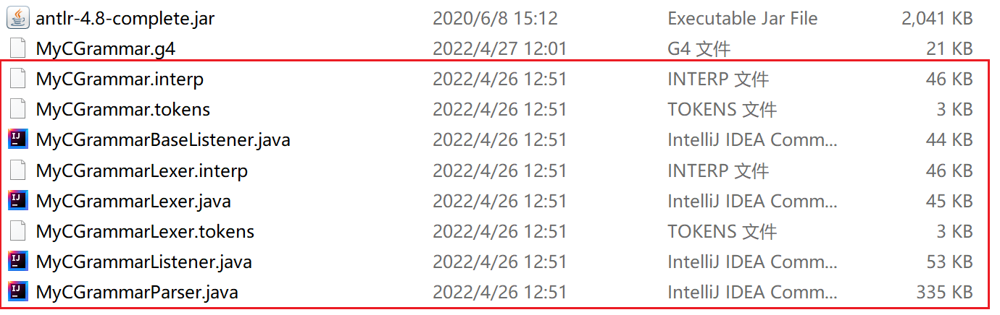 antlr-4.8-complete.jar 2020/6/8 15:12 Executable Jar File 2,041 KB
MyCGrammar.g4 2022/4/27 12:01 G4 文件 21 KB
MyCGrammar.interp 2022/4/26 12:51 INTERP 文件 46 KB
MyCGrammar.tokens 2022/4/26 12:51 TOKENS 文件 3 KB
MyCGrammarBaseListener.java 2022/4/26 12:51 IntelliJ IDEA Comm... 44 KB
MyCGrammarLexer.interp 2022/4/26 12:51 INTERP 文件 46 KB
MyCGrammarLexer.java 2022/4/26 12:51 IntelliJ IDEA Comm... 45 KB
MyCGrammarLexer.tokens 2022/4/26 12:51 TOKENS 文件 3 KB
MyCGrammarListener.java 2022/4/26 12:51 IntelliJ IDEA Comm... 53 KB
MyCGrammarParser.java 2022/4/26 12:51 IntelliJ IDEA Comm... 335 KB